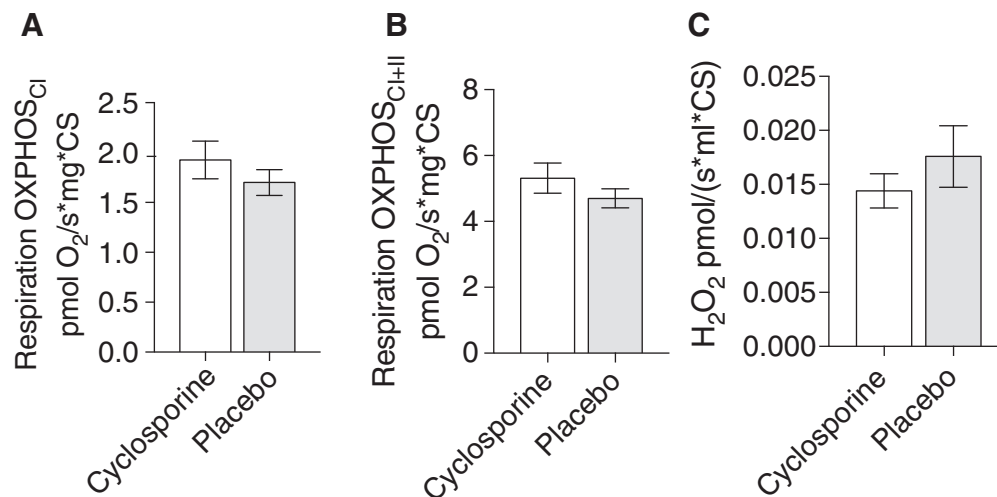 A
Respiration OXPHOS_CI
pmol O₂/s*mg*CS
2.5
2.0
1.5
1.0
0.5
0.0
Cyclosporine
Placebo
B
Respiration OXPHOS_CI+II
pmol O₂/s*mg*CS
8
6
4
2
0
Cyclosporine
Placebo
C
H₂O₂ pmol/(s*ml*CS)
0.025
0.020
0.015
0.010
0.005
0.000
Cyclosporine
Placebo